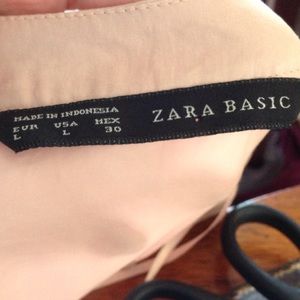 MADE IN INDONESIA
EUR USA MEX
L L 30
ZARA BASIC